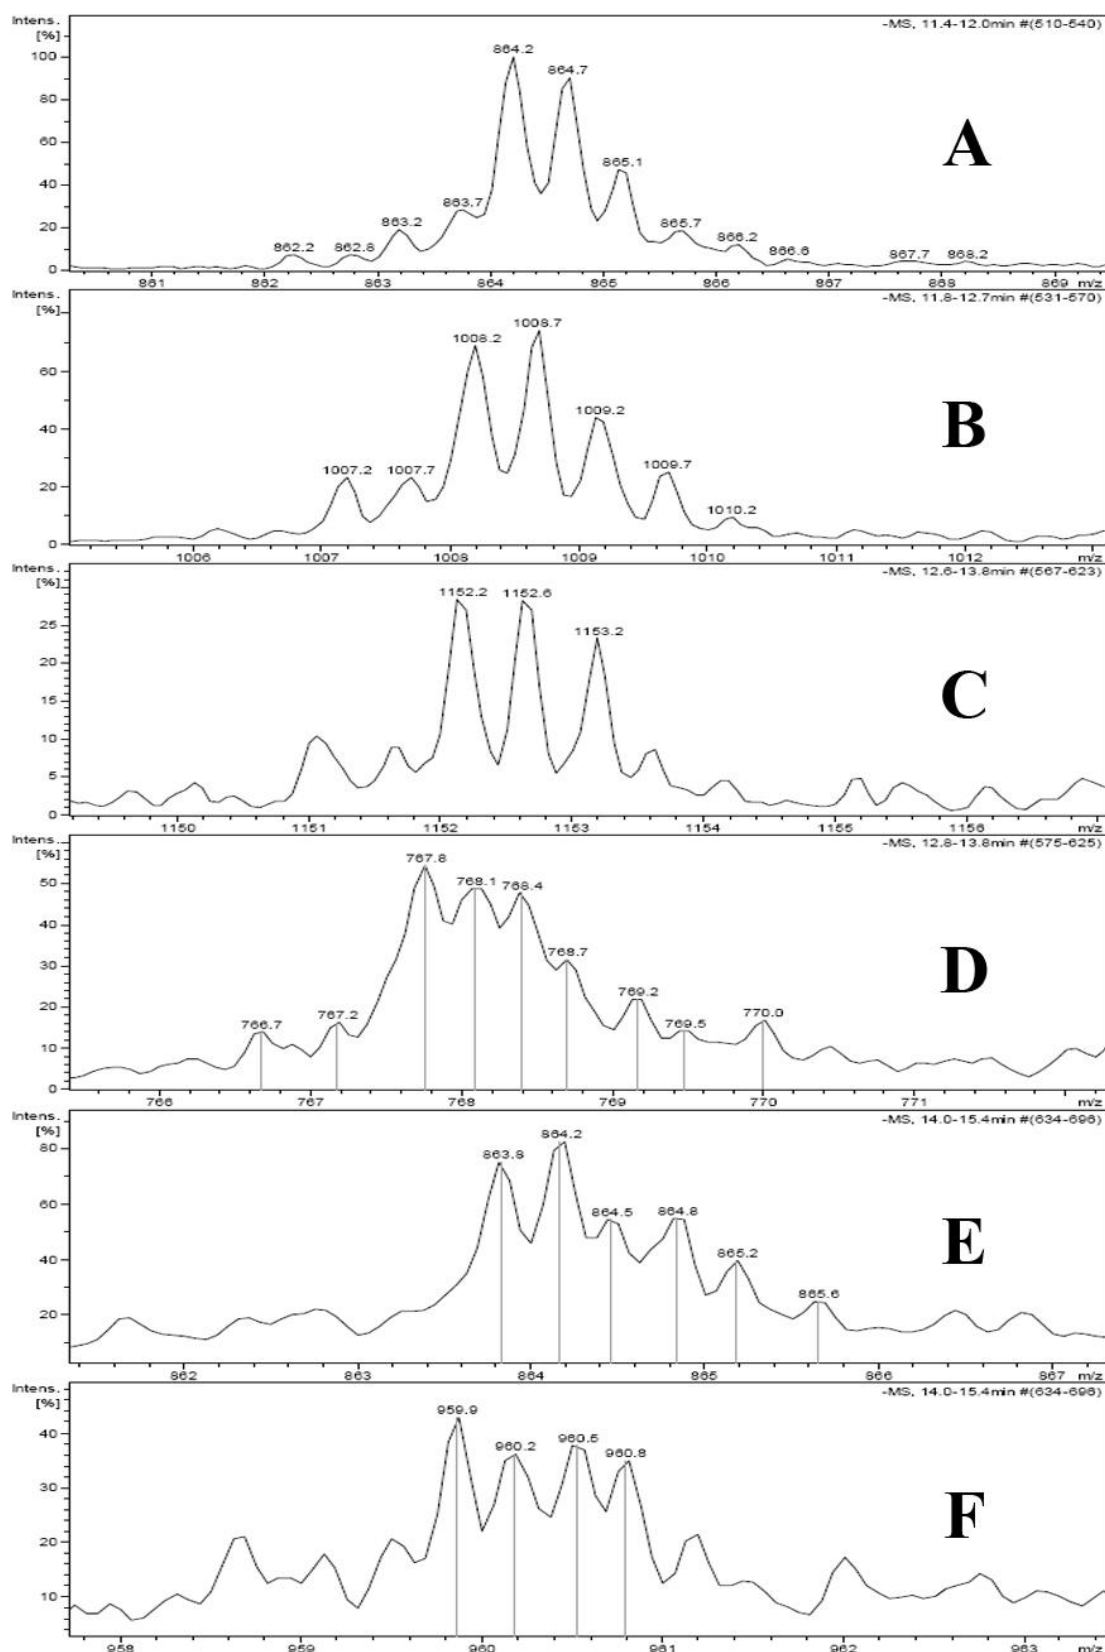 Intens. -MS, 11.4-12.0min #(510-540)
[%]
864.2
100
864.7
80
A
60
865.1
40
863.7
863.2 865.7
20
862.2 862.8 866.2
866.6 867.7 868.2
0
861 862 863 864 865 866 867 868 869 m/z
Intens. -MS, 11.8-12.7min #(531-570)
[%]
1008.7
1008.2
60
B
1009.2
40
1007.2 1007.7 1009.7
20
1010.2
0
1006 1007 1008 1009 1010 1011 1012 m/z
Intens. -MS, 12.6-13.8min #(567-623)
[%]
1152.2 1152.6
25
1153.2
20
C
15
10
5
0
1150 1151 1152 1153 1154 1155 1156 m/z
Intens. -MS, 12.8-13.8min #(575-625)
[%]
767.8
50
768.1 768.4
40
D
768.7
30
769.2
20
766.7 767.2 769.5 770.0
10
0
766 767 768 769 770 771 m/z
Intens. -MS, 14.0-15.4min #(634-696)
[%]
864.2
80
863.8
60
864.5 864.8
E
40
865.2
865.6
20
862 863 864 865 866 867 m/z
Intens. -MS, 14.0-15.4min #(634-696)
[%]
959.9
40
960.2 960.5 960.8
30
F
20
10
958 959 960 961 962 963 m/z